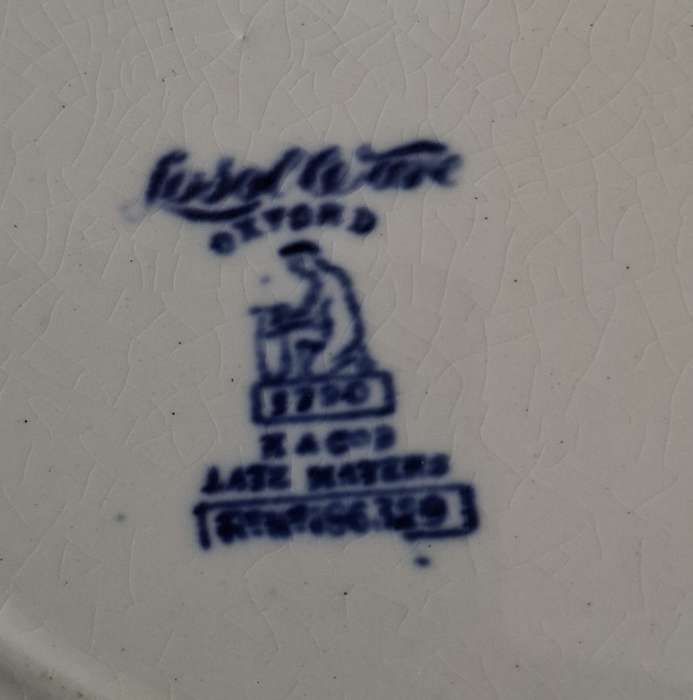 Losol Ware
OXFORD
1790
K & Co B
LATE MAYERS